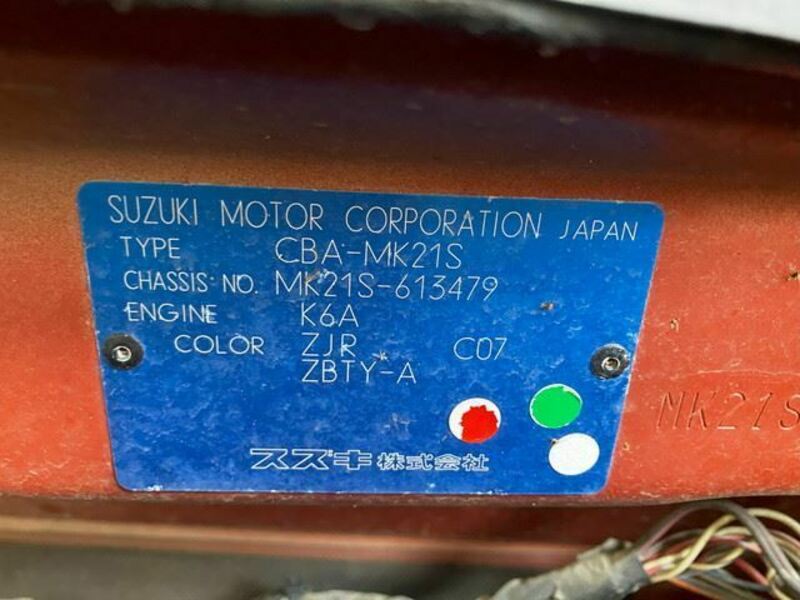 SUZUKI MOTOR CORPORATION JAPAN
TYPE CBA-MK21S
CHASSIS NO. MK21S-613479
ENGINE K6A
COLOR ZJR C07
ZBTY-A
スズキ株式会社
MK21S